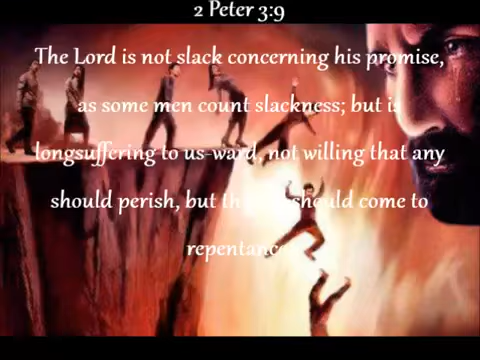 2 Peter 3:9
The Lord is not slack concerning his promise,
as some men count slackness; but is
longsuffering to us-ward, not willing that any
should perish, but th should come to
repentance